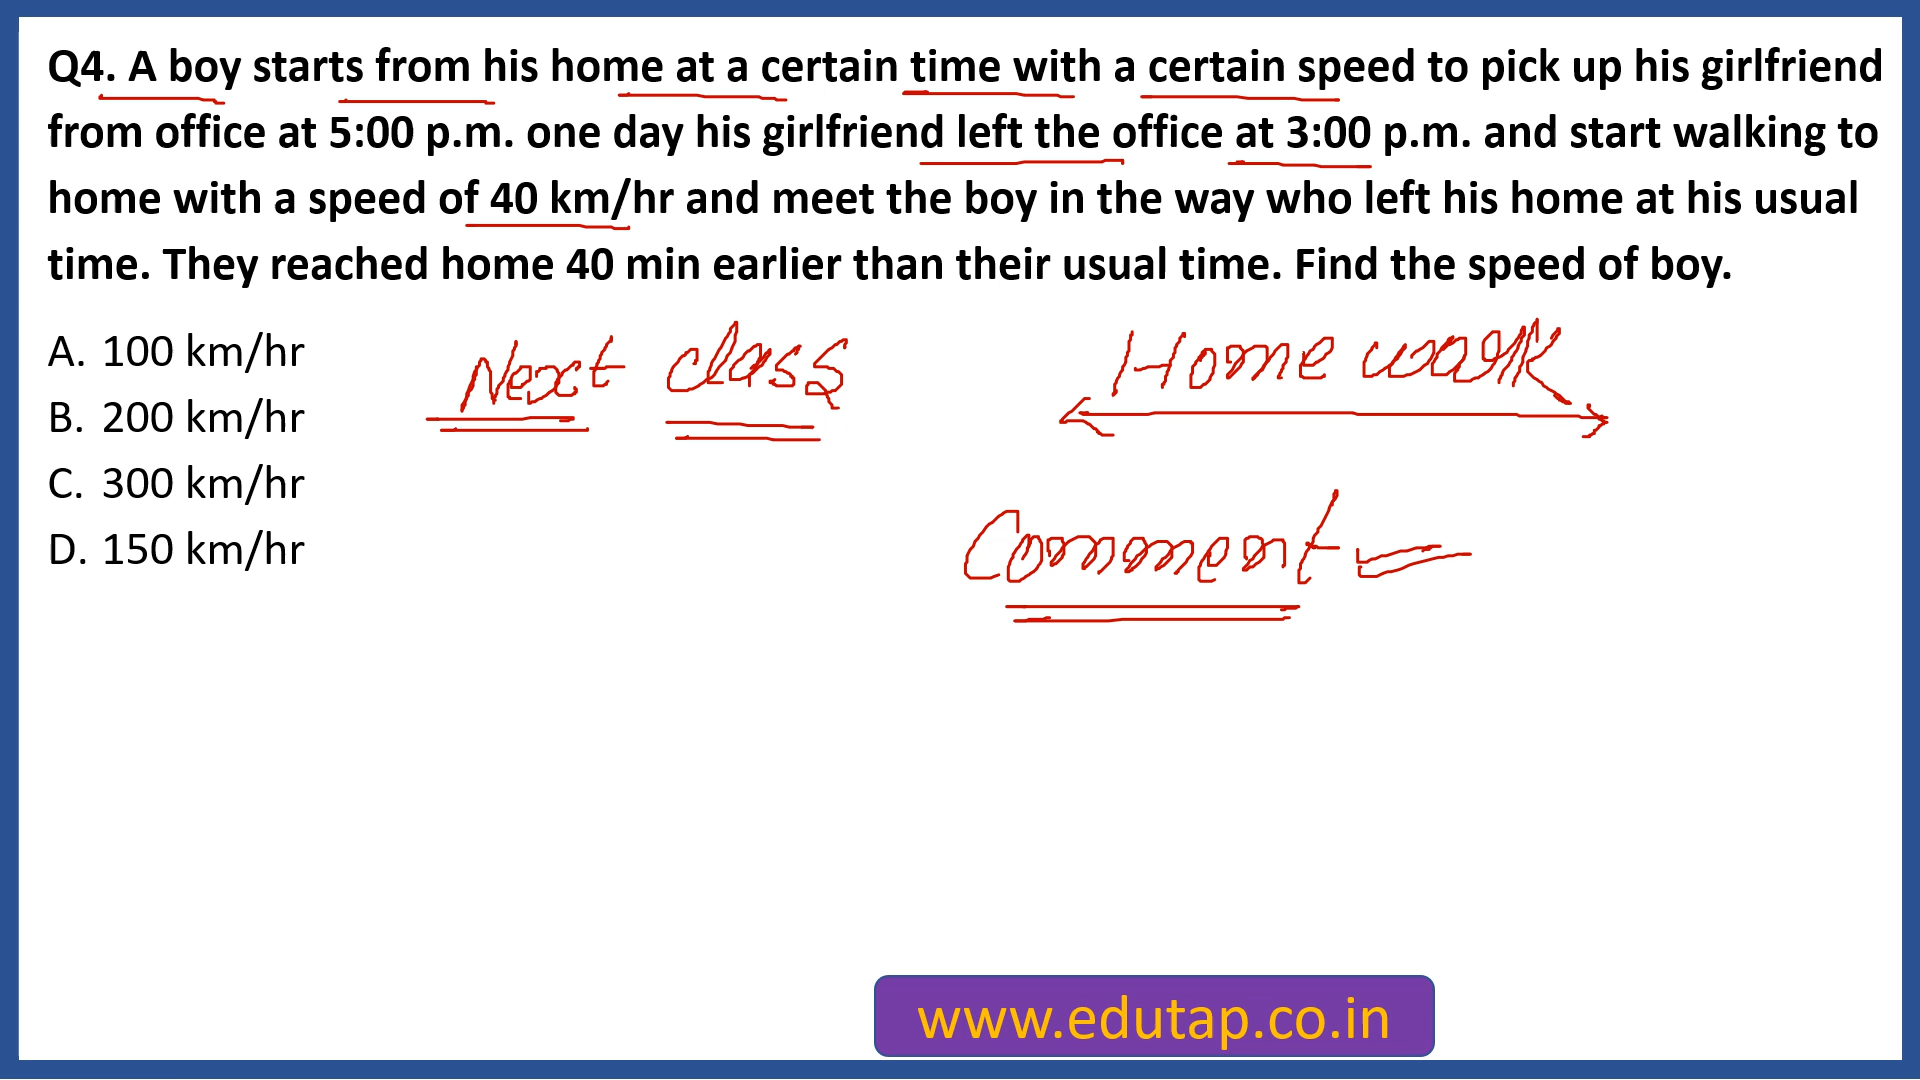 Q4. A boy starts from his home at a certain time with a certain speed to pick up his girlfriend
from office at 5:00 p.m. one day his girlfriend left the office at 3:00 p.m. and start walking to
home with a speed of 40 km/hr and meet the boy in the way who left his home at his usual
time. They reached home 40 min earlier than their usual time. Find the speed of boy.
A. 100 km/hr
B. 200 km/hr
C. 300 km/hr
D. 150 km/hr
Next class
Home work
Comment
www.edutap.co.in